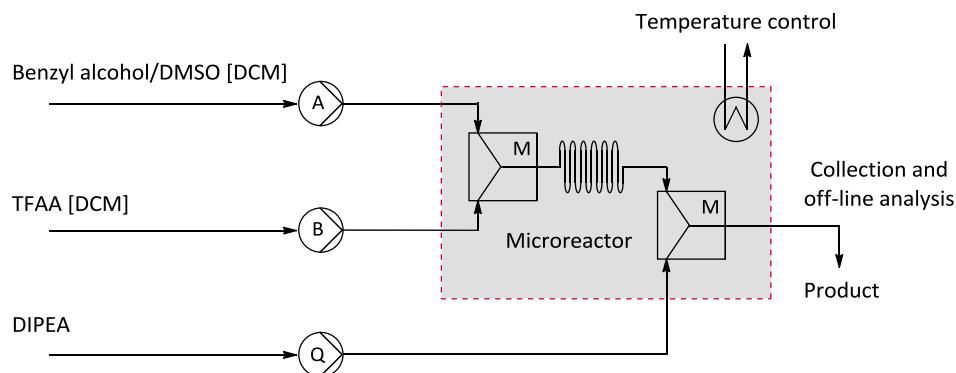 Temperature control
Benzyl alcohol/DMSO [DCM]
A
M
Collection and
off-line analysis
TFAA [DCM]
M
B
Microreactor
Product
DIPEA
Q